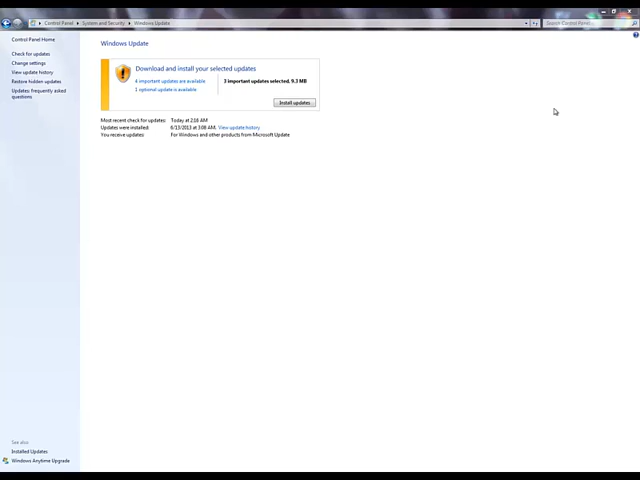 Control Panel ▸ System and Security ▸ Windows Update
Search Control Panel
Control Panel Home
Check for updates
Change settings
View update history
Restore hidden updates
Updates: frequently asked
questions
Windows Update
Download and install your selected updates
4 important updates are available
1 optional update is available
3 important updates selected, 9.3 MB
Install updates
Most recent check for updates: Today at 2:16 AM
Updates were installed: 6/13/2013 at 3:08 AM. View update history
You receive updates: For Windows and other products from Microsoft Update
See also
Installed Updates
Windows Anytime Upgrade